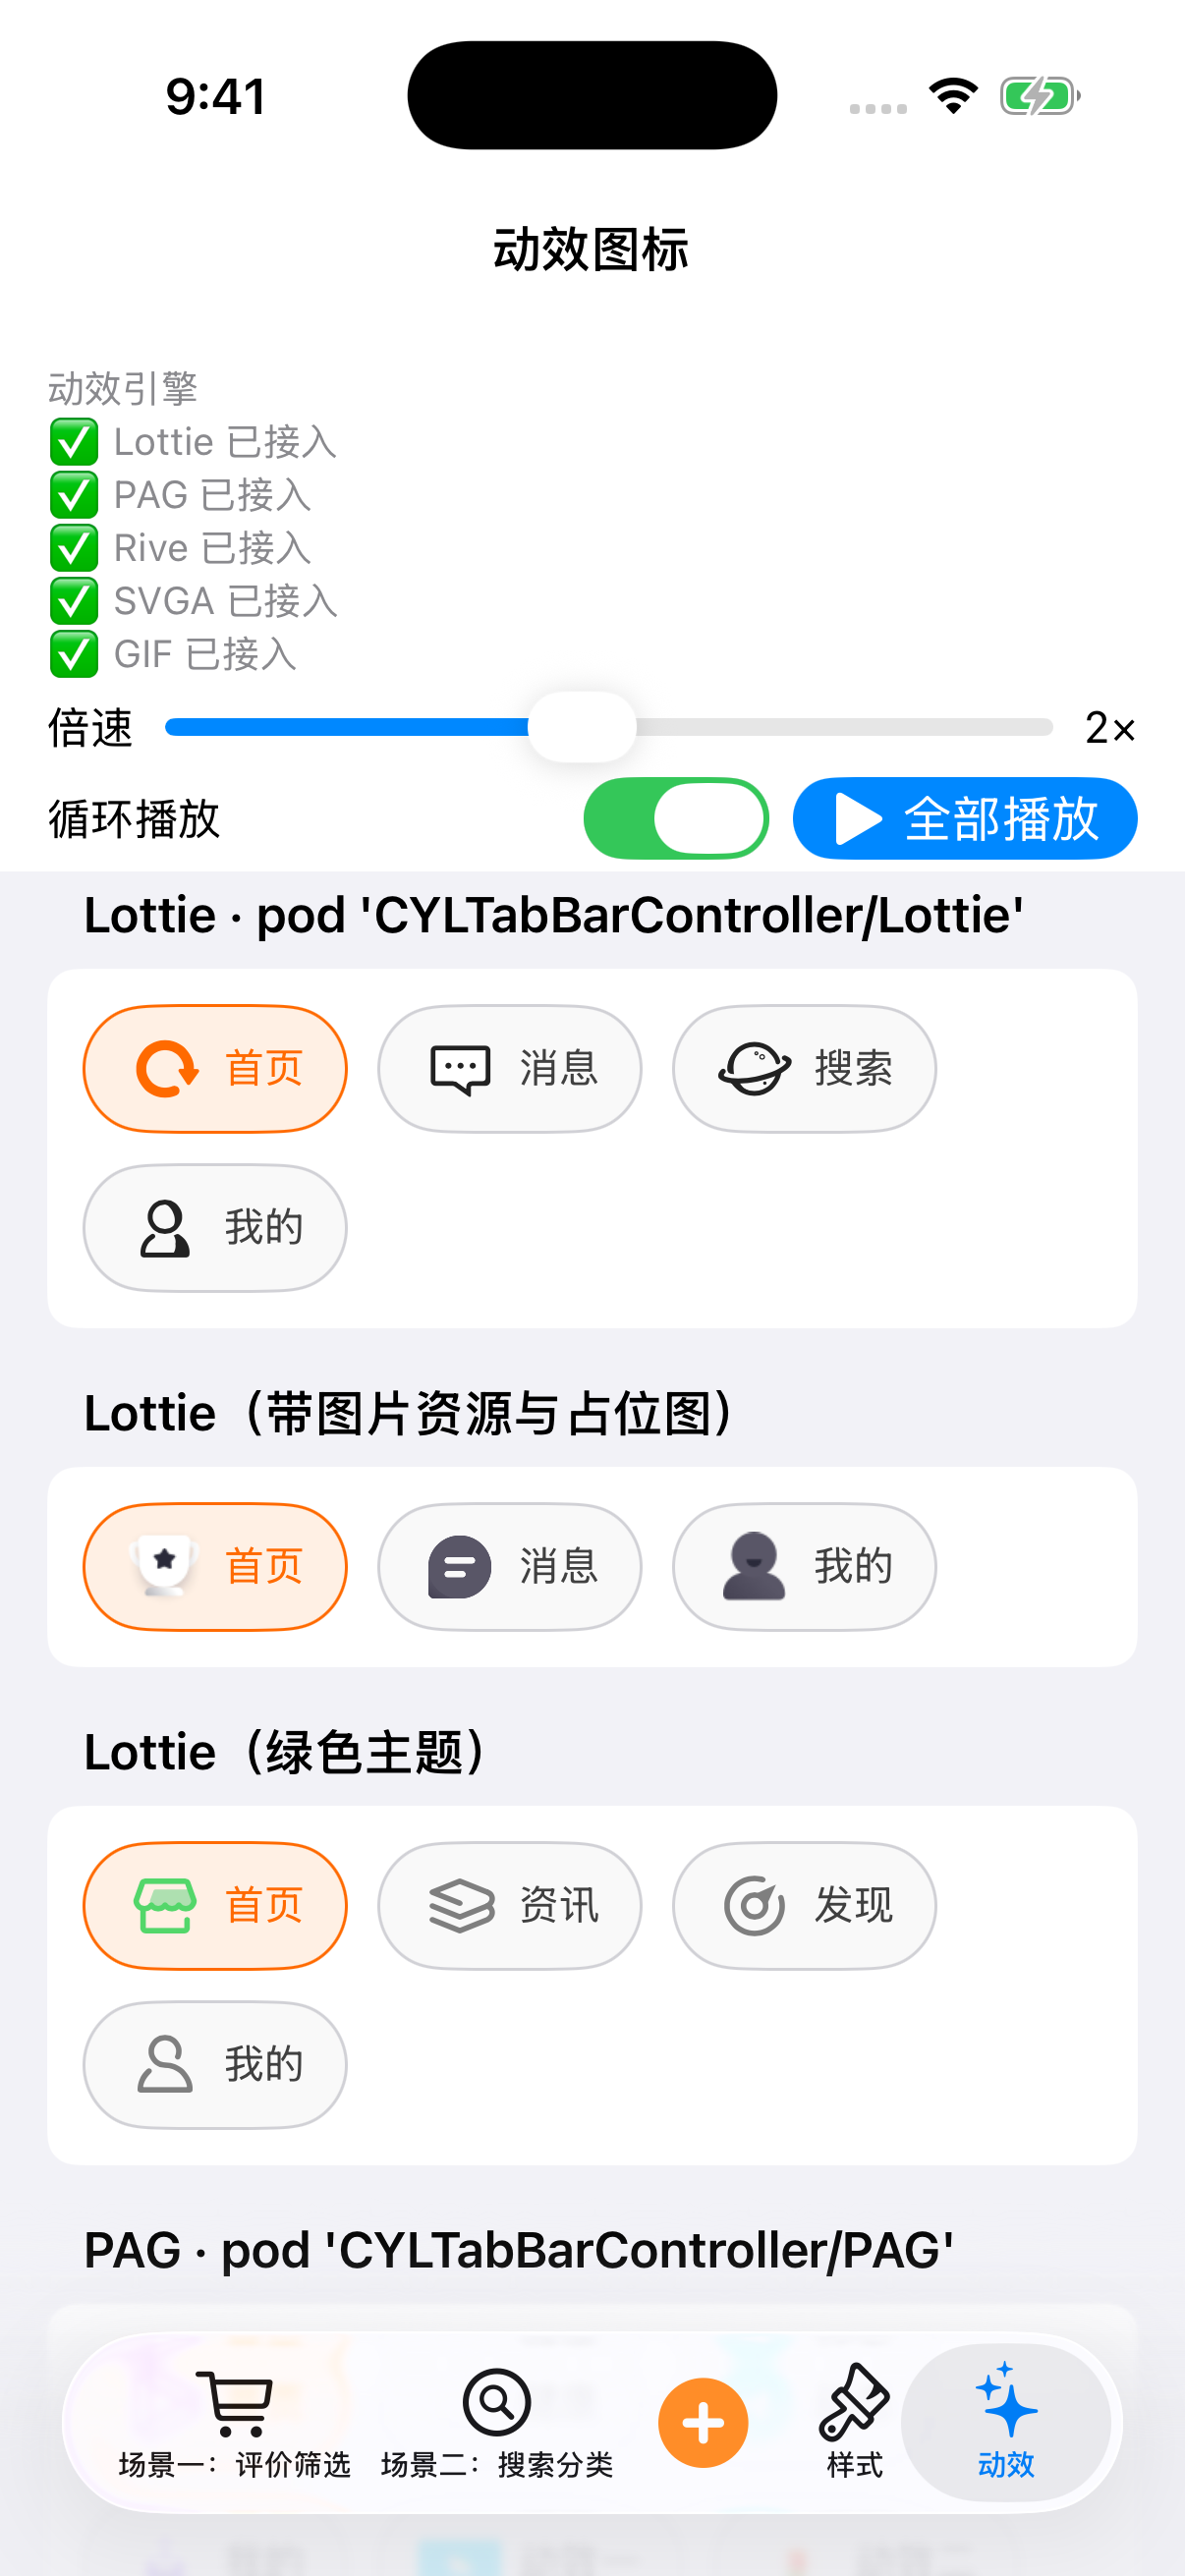 9:41
动效图标
动效引擎
✅ Lottie 已接入
✅ PAG 已接入
✅ Rive 已接入
✅ SVGA 已接入
✅ GIF 已接入
倍速 2×
循环播放 全部播放
Lottie · pod 'CYLTabBarController/Lottie'
首页 消息 搜索
我的
Lottie（带图片资源与占位图）
首页 消息 我的
Lottie（绿色主题）
首页 资讯 发现
我的
PAG · pod 'CYLTabBarController/PAG'
场景一：评价筛选 场景二：搜索分类 样式 动效